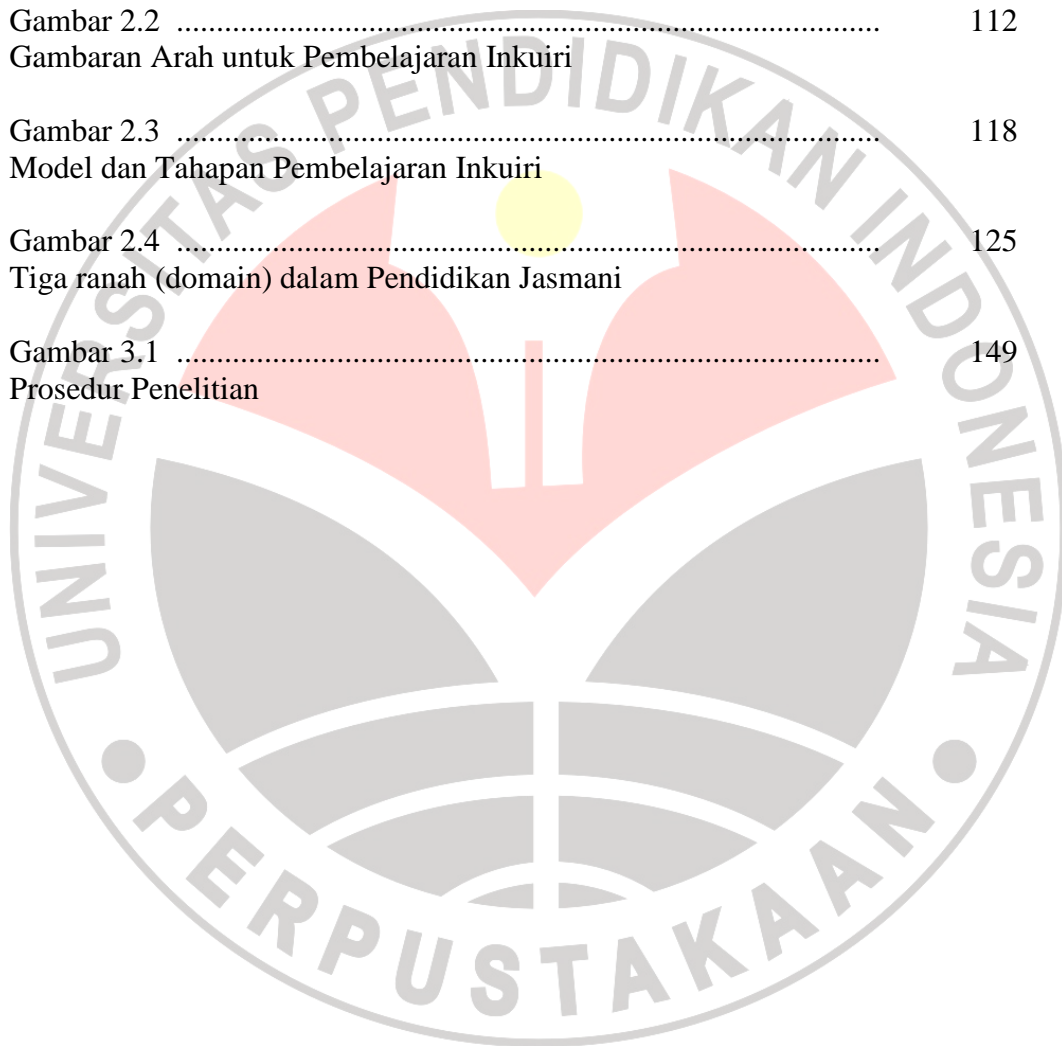 Gambar 2.2 ........................................................................................ 112
Gambaran Arah untuk Pembelajaran Inkuiri
Gambar 2.3 ........................................................................................ 118
Model dan Tahapan Pembelajaran Inkuiri
Gambar 2.4 ........................................................................................ 125
Tiga ranah (domain) dalam Pendidikan Jasmani
Gambar 3.1 ........................................................................................ 149
Prosedur Penelitian
UNIVERSITAS PENDIDIKAN INDONESIA
PERPUSTAKAAN